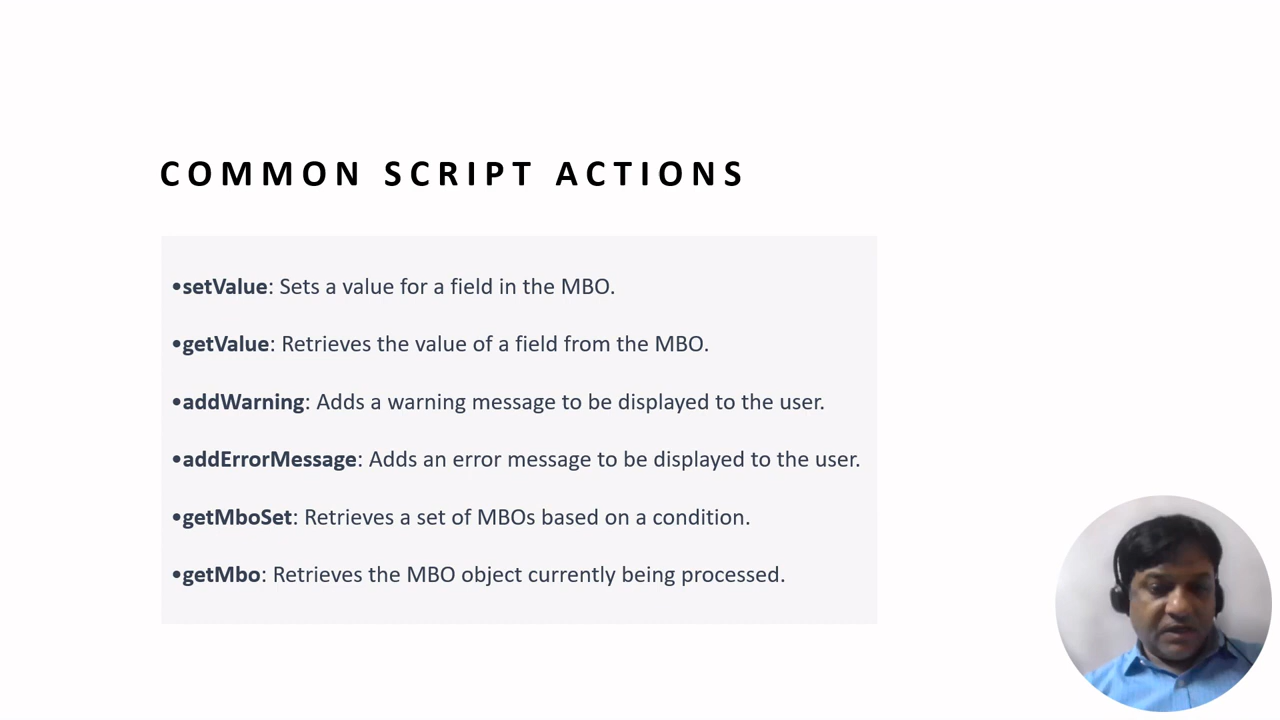 COMMON SCRIPT ACTIONS
•setValue: Sets a value for a field in the MBO.
•getValue: Retrieves the value of a field from the MBO.
•addWarning: Adds a warning message to be displayed to the user.
•addErrorMessage: Adds an error message to be displayed to the user.
•getMboSet: Retrieves a set of MBOs based on a condition.
•getMbo: Retrieves the MBO object currently being processed.